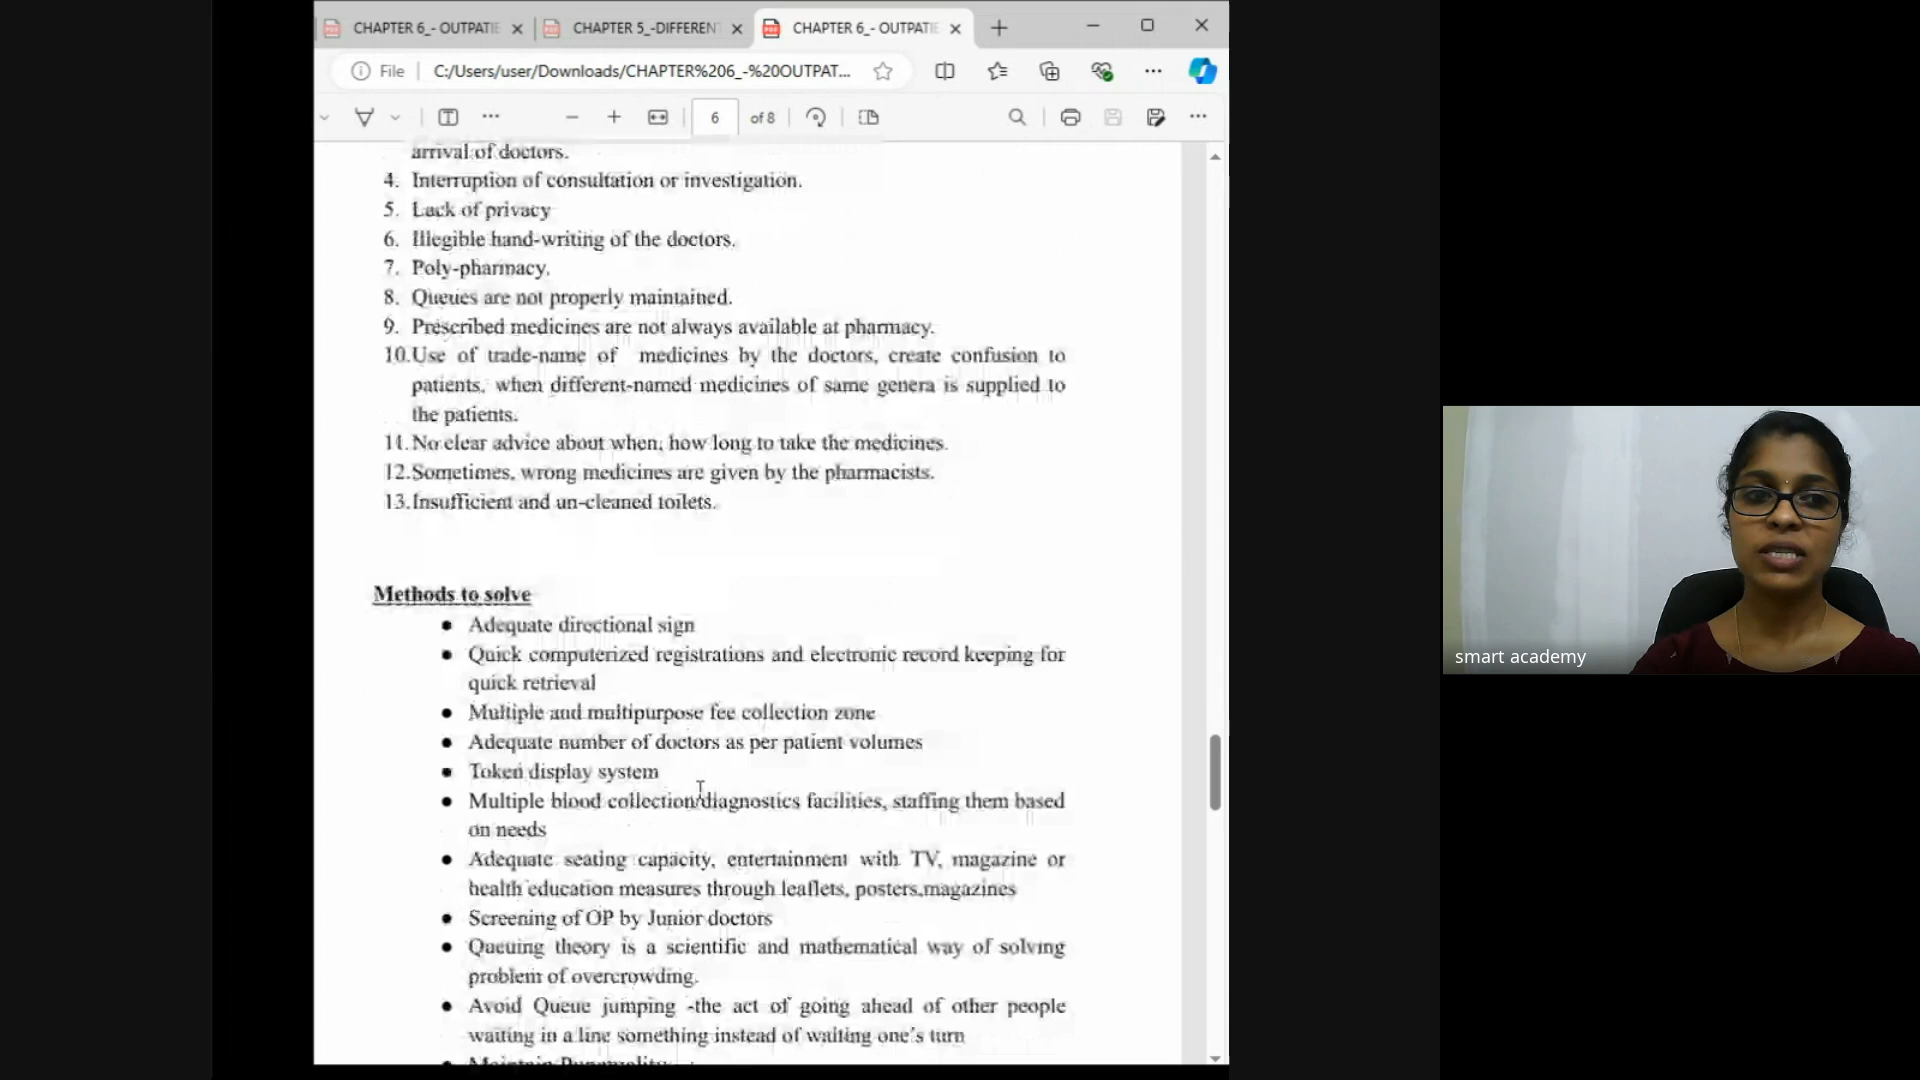 CHAPTER 6_- OUTPATIE
CHAPTER 5_-DIFFEREN
CHAPTER 6_- OUTPATIE
File
C:/Users/user/Downloads/CHAPTER%206_-%20OUTPAT...
6 of 8
arrival of doctors.
4. Interruption of consultation or investigation.
5. Lack of privacy
6. Illegible hand-writing of the doctors.
7. Poly-pharmacy.
8. Queues are not properly maintained.
9. Prescribed medicines are not always available at pharmacy.
10.Use of trade-name of medicines by the doctors, create confusion to
patients, when different-named medicines of same genera is supplied to
the patients.
11. No clear advice about when, how long to take the medicines.
12.Sometimes, wrong medicines are given by the pharmacists.
13.Insufficient and un-cleaned toilets.
Methods to solve
● Adequate directional sign
● Quick computerized registrations and electronic record keeping for
quick retrieval
● Multiple and multipurpose fee collection zone
● Adequate number of doctors as per patient volumes
● Token display system
● Multiple blood collection/diagnostics facilities, staffing them based
on needs
● Adequate seating capacity, entertainment with TV, magazine or
health education measures through leaflets, posters,magazines
● Screening of OP by Junior doctors
● Queuing theory is a scientific and mathematical way of solving
problem of overcrowding.
● Avoid Queue jumping -the act of going ahead of other people
waiting in a line something instead of waiting one's turn
smart academy